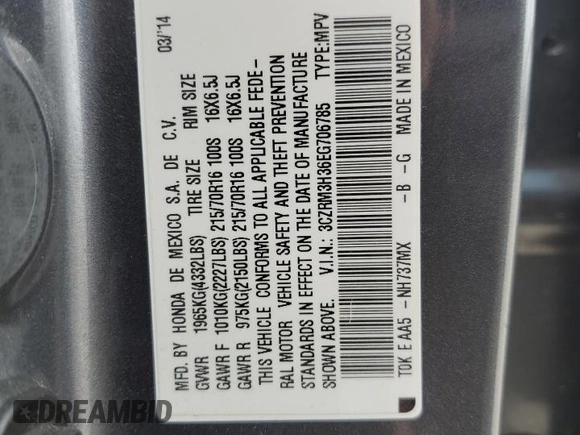 MFD. BY HONDA DE MEXICO S.A. DE C.V. 03/'14
GVWR 1965KG(4332LBS) TIRE SIZE RIM SIZE
GAWR F 1010KG(2227LBS) 215/70R16 100S 16X6.5J
GAWR R 975KG(2150LBS) 215/70R16 100S 16X6.5J
THIS VEHICLE CONFORMS TO ALL APPLICABLE FEDE-
RAL MOTOR VEHICLE SAFETY AND THEFT PREVENTION
STANDARDS IN EFFECT ON THE DATE OF MANUFACTURE
SHOWN ABOVE. V.I.N.: 3CZRM3H36EG706785 TYPE:MPV
TOK E AA5 -NH737MX -B -G MADE IN MEXICO
DREAMBID